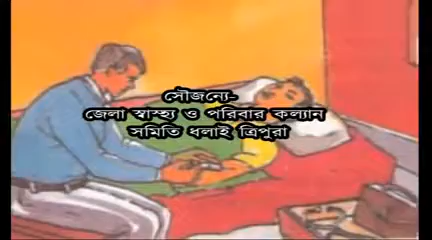 সৌজন্যে-
জেলা স্বাস্হ্য ও পরিবার কল্যান
সমিতি ধলাই ত্রিপুরা